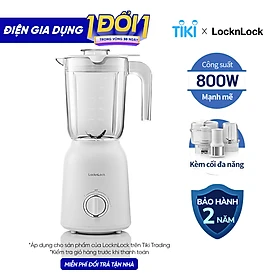 ĐIỆN GIA DỤNG
1 ĐỔI 1
TRONG VÒNG 30 NGÀY
TIKI × LocknLock
Công suất
800W
Mạnh mẽ
Kèm cối đa năng
BẢO HÀNH
2 NĂM
LocknLock
*Áp dụng cho sản phẩm của LocknLock trên Tiki Trading
*Kiểm tra giỏ hàng trước khi thanh toán
MIỄN PHÍ ĐỔI TRẢ TẬN NHÀ